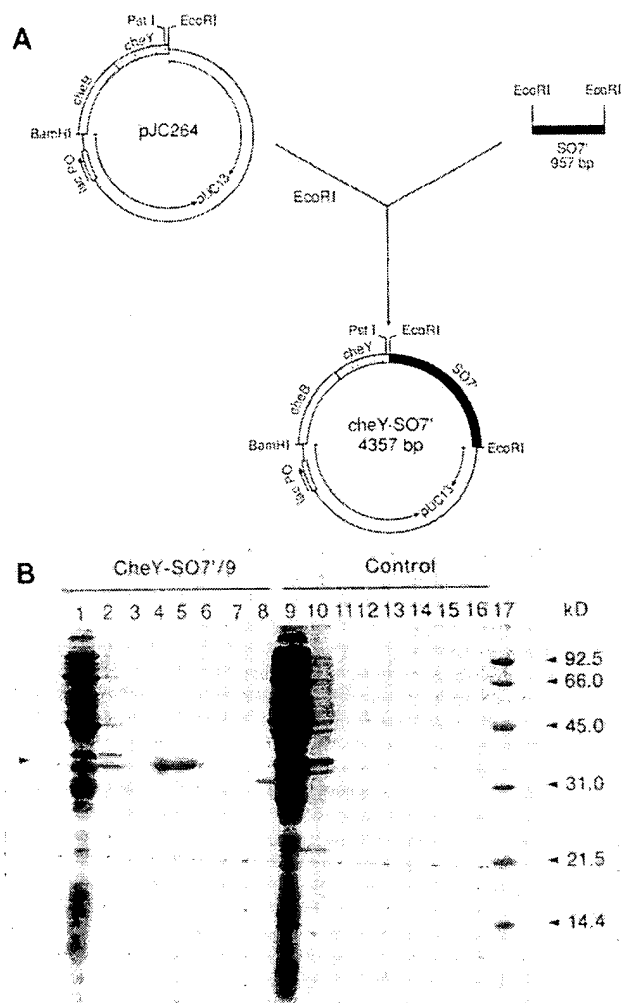 A
Pst I EcoRI
cheY
cheB
BamHI
pJC264
lac PO
pUC13
EcoRI EcoRI
SO7'
957 bp
EcoRI
Pst I EcoRI
cheY
SO7'
cheB
cheY-SO7'
4357 bp
BamHI
EcoRI
lac PO
pUC13
B
CheY-SO7'/9 Control
1 2 3 4 5 6 7 8 9 10 11 12 13 14 15 16 17 kD
92.5
66.0
45.0
31.0
21.5
14.4